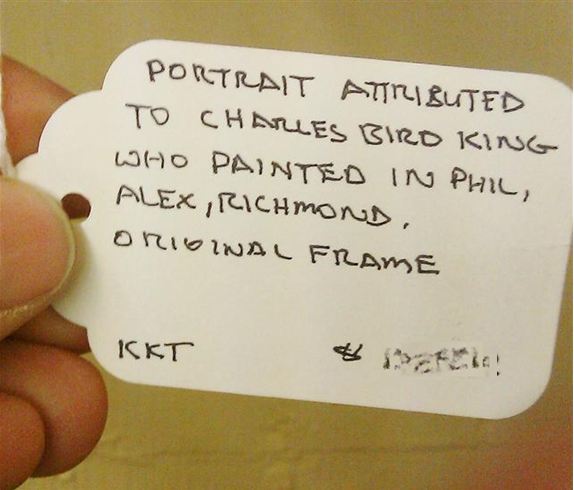 PORTRAIT ATTRIBUTED
TO CHARLES BIRD KING
WHO PAINTED IN PHIL,
ALEX, RICHMOND.
ORIGINAL FRAME
KKT $